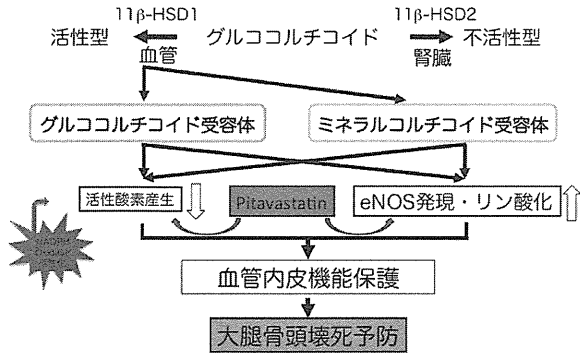 11β-HSD1
11β-HSD2
活性型
グルココルチコイド
不活性型
血管
腎臓
グルココルチコイド受容体
ミネラルコルチコイド受容体
活性酸素産生
Pitavastatin
eNOS発現・リン酸化
血管内皮機能保護
大腿骨頭壊死予防